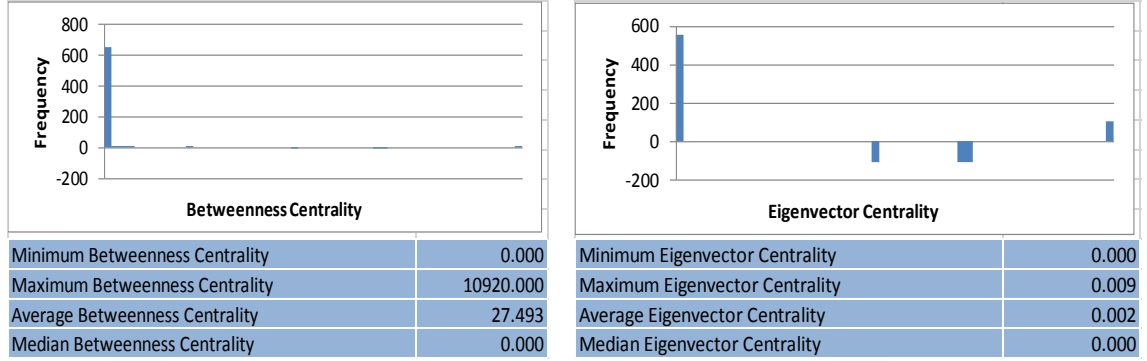 800
600
400
200
0
-200
Frequency
Betweenness Centrality
Minimum Betweenness Centrality 0.000
Maximum Betweenness Centrality 10920.000
Average Betweenness Centrality 27.493
Median Betweenness Centrality 0.000
600
400
200
0
-200
Frequency
Eigenvector Centrality
Minimum Eigenvector Centrality 0.000
Maximum Eigenvector Centrality 0.009
Average Eigenvector Centrality 0.002
Median Eigenvector Centrality 0.000